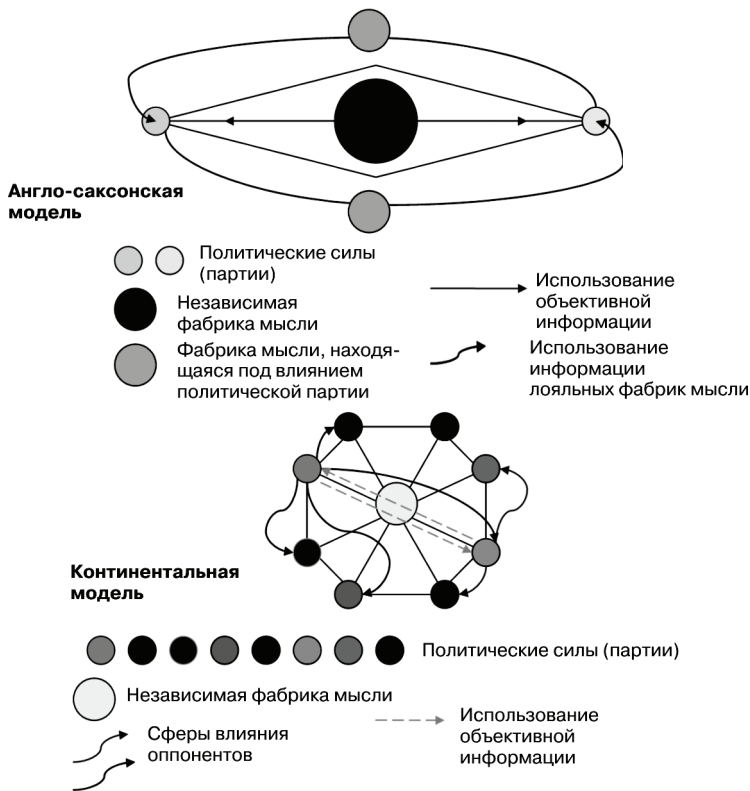 Англо-саксонская
модель
Политические силы
(партии)
Независимая
фабрика мысли
Фабрика мысли, находя-
щаяся под влиянием
политической партии
Использование
объективной
информации
Использование
информации
лояльных фабрик мысли
Континентальная
модель
Политические силы (партии)
Независимая фабрика мысли
Сферы влияния
оппонентов
Использование
объективной
информации